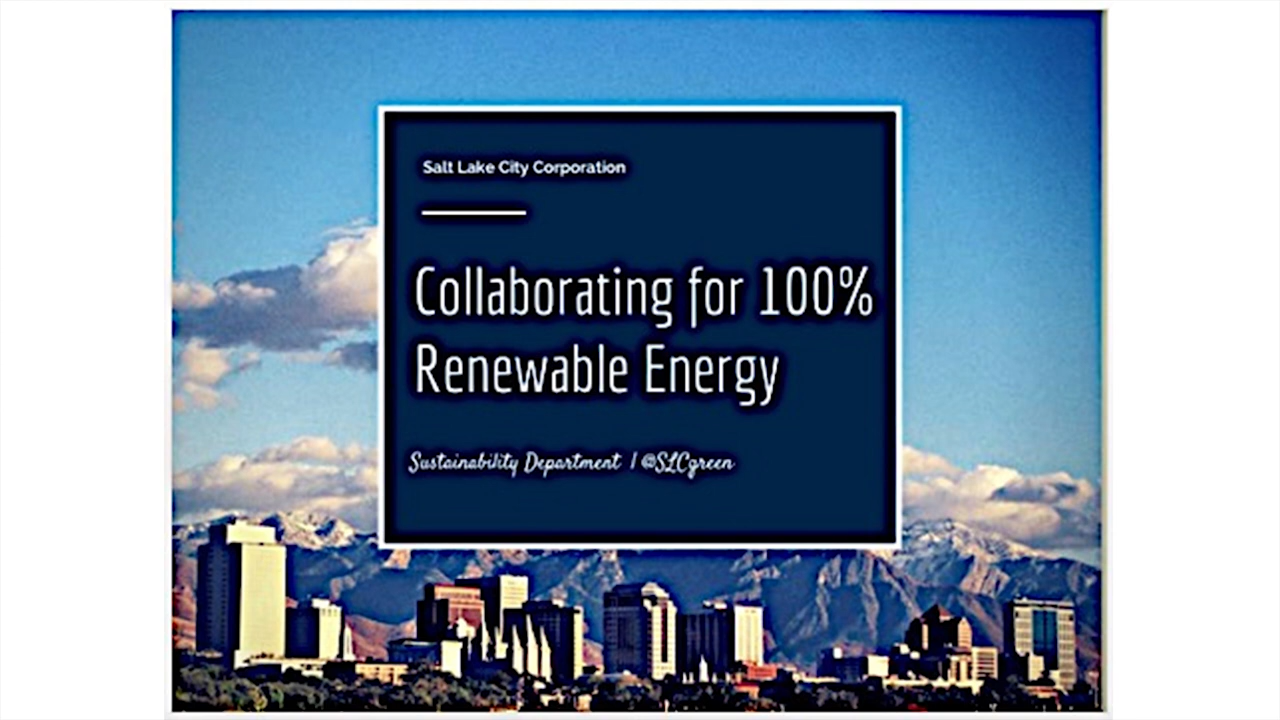 Salt Lake City Corporation
Collaborating for 100%
Renewable Energy
Sustainability Department | @SLCgreen